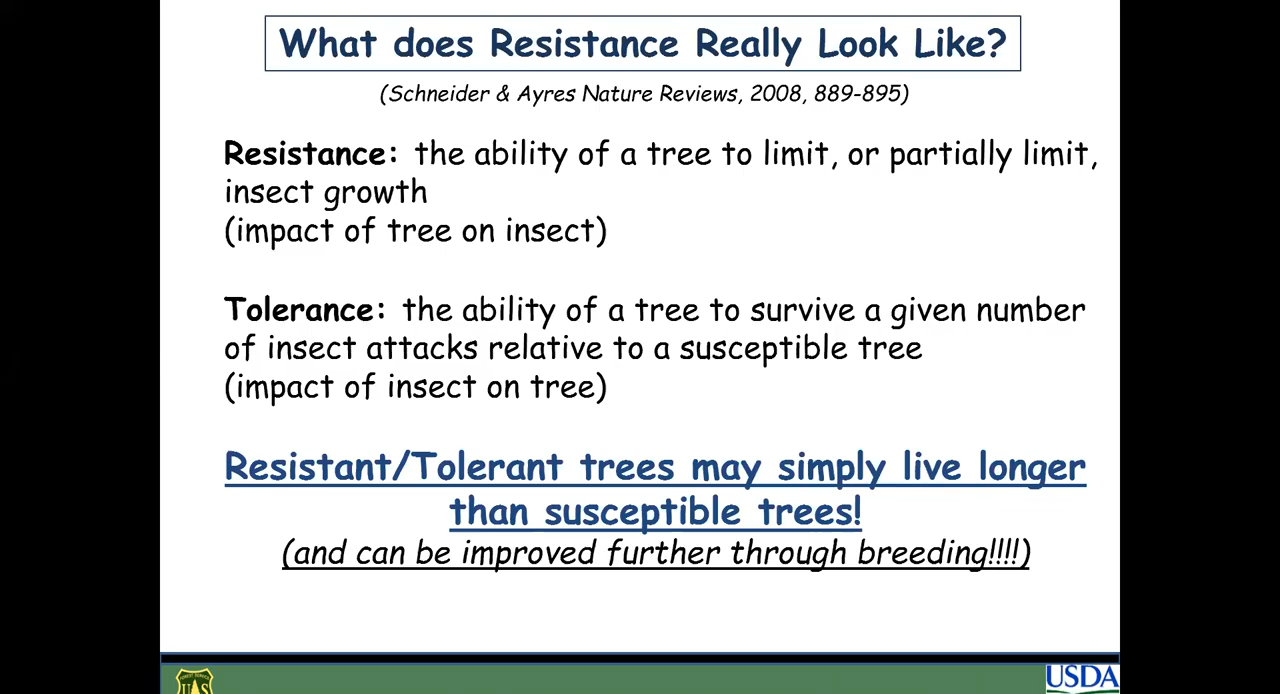 What does Resistance Really Look Like?
(Schneider & Ayres Nature Reviews, 2008, 889-895)
Resistance: the ability of a tree to limit, or partially limit,
insect growth
(impact of tree on insect)
Tolerance: the ability of a tree to survive a given number
of insect attacks relative to a susceptible tree
(impact of insect on tree)
Resistant/Tolerant trees may simply live longer
than susceptible trees!
(and can be improved further through breeding!!!!)
FOREST SERVICE
UAS
USDA